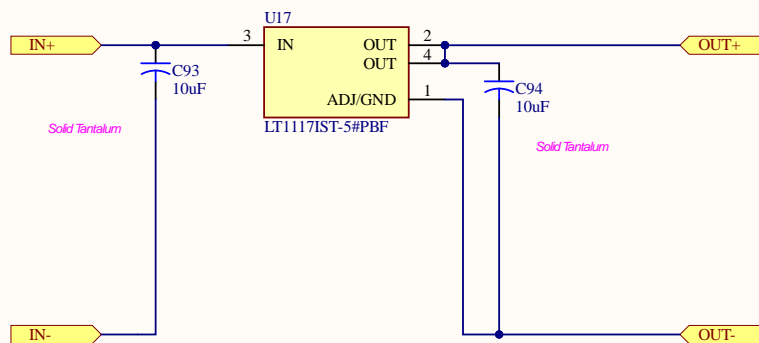 U17
IN+ 3 IN OUT 2 OUT+
OUT 4
C93
10uF
C94
10uF
ADJ/GND 1
LT1117IST-5#PBF
Solid Tantalum
Solid Tantalum
IN- OUT-